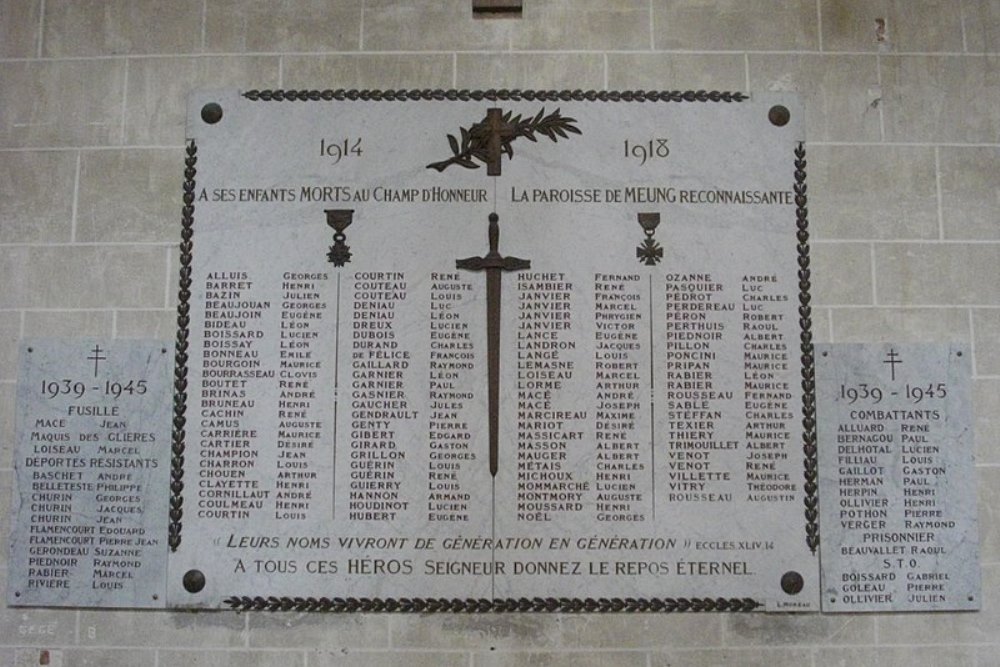 1914
1918
A SES ENFANTS MORTS AU CHAMP D'HONNEUR
LA PAROISSE DE MEUNG RECONNAISSANTE
ALLUIS GEORGES
BARRET HENRI
BAZIN JULIEN
BEAUJOUAN GEORGES
BEAUJOIN EUGÈNE
BIDEAU LÉON
BOISSARD LUCIEN
BOISSAY LÉON
BONNEAU EMILE
BOURGOIN MAURICE
BOURRASSEAU CLOVIS
BOUTET RENÉ
BRINAS ANDRÉ
BRUNEAU HENRI
CACHIN RENÉ
CAMUS AUGUSTE
CARRIÈRE MAURICE
CARTIER DÉSIRÉ
CHAMPION JEAN
CHARRON LOUIS
CHOUEN ARTHUR
CLAYETTE HENRI
CORNILLAUT ANDRÉ
COULMEAU HENRI
COURTIN LOUIS
COURTIN RENÉ
COUTEAU AUGUSTE
COUTEAU LOUIS
DENIAU LUC
DENIAU LÉON
DREUX LUCIEN
DUBOIS EUGÈNE
DURAND CHARLES
DE FÉLICE FRANÇOIS
GAILLARD RAYMOND
GARNIER LÉON
GARNIER PAUL
GASNIER RAYMOND
GAUCHER JULES
GENDRAULT JEAN
GENTY PIERRE
GIBERT EDGARD
GIRARD GASTON
GRILLON GEORGES
GUÉRIN LOUIS
GUÉRIN RENÉ
GUIERRY LOUIS
HANNON ARMAND
HOUDINOT LUCIEN
HUBERT EUGÈNE
HUCHET FERNAND
ISAMBIER RENÉ
JANVIER FRANÇOIS
JANVIER MARCEL
JANVIER PHRYGIEN
JANVIER VICTOR
LANCE EUGÈNE
LANDRON JACQUES
LANGÉ LOUIS
LEMASNE ROBERT
LOISEAU MARCEL
LORME ARTHUR
MACÉ ANDRÉ
MACÉ JOSEPH
MARCIREAU MAXIME
MARIOT DÉSIRÉ
MASSICART RENÉ
MASSON ALBERT
MAUGER ALBERT
MÉTAIS CHARLES
MICHOUX HENRI
MOMMARCHÉ LUCIEN
MONTMORY AUGUSTE
MOUSSARD HENRI
NOËL GEORGES
OZANNE ANDRÉ
PASQUIER LUC
PÉDROT CHARLES
PERDEREAU LUC
PÉRON ROBERT
PERTHUIS RAOUL
PIEDNOIR ALBERT
PILLON CHARLES
PONCINI MAURICE
PRIPAN MAURICE
RABIER LÉON
RABIER MAURICE
ROUSSEAU FERNAND
SABLÉ EUGÈNE
STEFFAN CHARLES
TEXIER ARTHUR
THIERY MAURICE
TRIMOUILLET ALBERT
VENOT JOSEPH
VENOT RENÉ
VILLETTE MAURICE
VITRY THÉODORE
ROUSSEAU AUGUSTIN
"LEURS NOMS VIVRONT DE GÉNÉRATION EN GÉNÉRATION" ECCLES.XLIV.14
A TOUS CES HÉROS SEIGNEUR DONNEZ LE REPOS ÉTERNEL
L.MOREAU
1939-1945
FUSILLÉ
MACE JEAN
MAQUIS DES GLIERES
LOISEAU MARCEL
DEPORTES RESISTANTS
BASCHET ANDRÉ
BELLETESTE PHILIPPE
CHURIN GEORGES
CHURIN JACQUES
CHURIN JEAN
FLAMENCOURT EDOUARD
FLAMENCOURT PIERRE JEAN
GERONDEAU SUZANNE
PIEDNOIR RAYMOND
RABIER MARCEL
RIVIERE LOUIS
1939-1945
COMBATTANTS
ALLUARD RENÉ
BERNAGOU PAUL
DELHOTAL LUCIEN
FILLIAU LOUIS
GAILLOT GASTON
HERMAN PAUL
HERPIN HENRI
OLLIVIER HENRI
POTHON PIERRE
VERGER RAYMOND
PRISONNIER
BEAUVALLET RAOUL
S.T.O
BOISSARD GABRIEL
GOLEAU PIERRE
OLLIVIER JULIEN